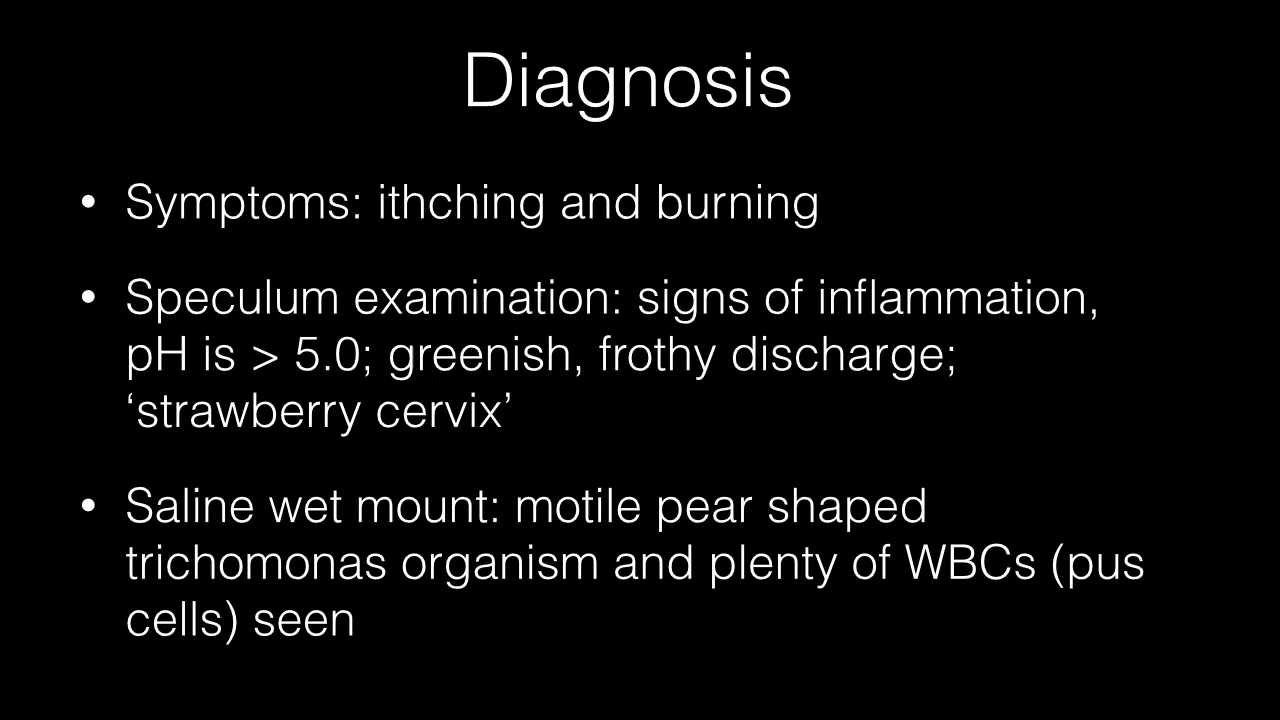 Diagnosis
• Symptoms: ithching and burning
• Speculum examination: signs of inflammation,
pH is > 5.0; greenish, frothy discharge;
‘strawberry cervix’
• Saline wet mount: motile pear shaped
trichomonas organism and plenty of WBCs (pus
cells) seen